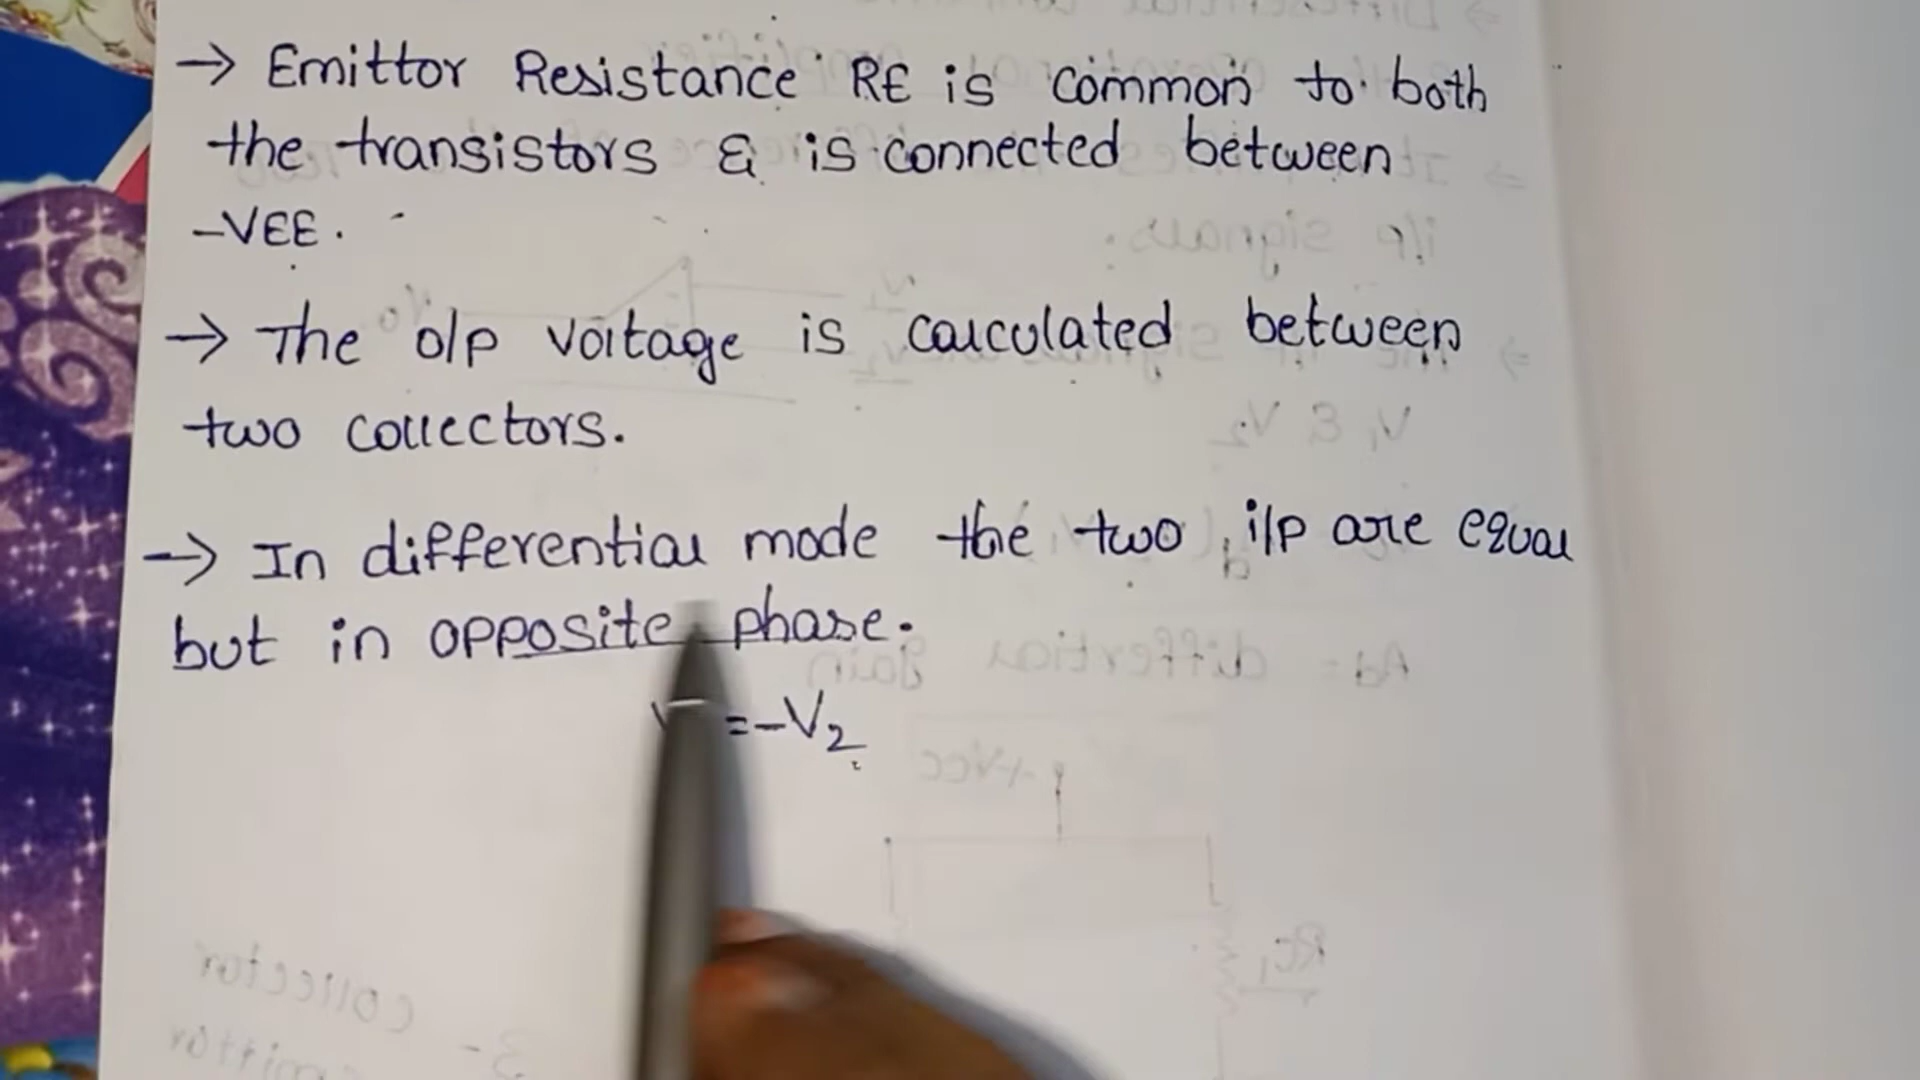 → Emittor Resistance RE is common to both
the transistors & is connected between
-VEE.
→ The o/p voltage is calculated between
two collectors.
→ In differential mode the two i/p are equal
but in opposite phase.
= -V2